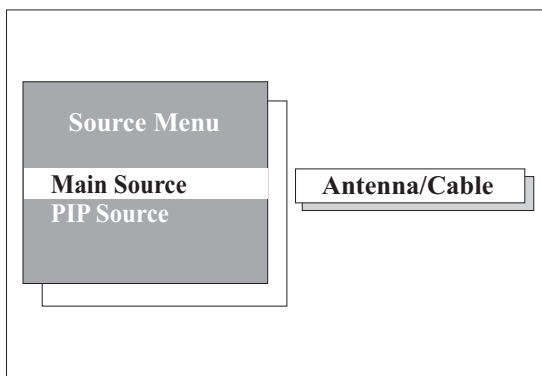 Source Menu
Main Source
Antenna/Cable
PIP Source